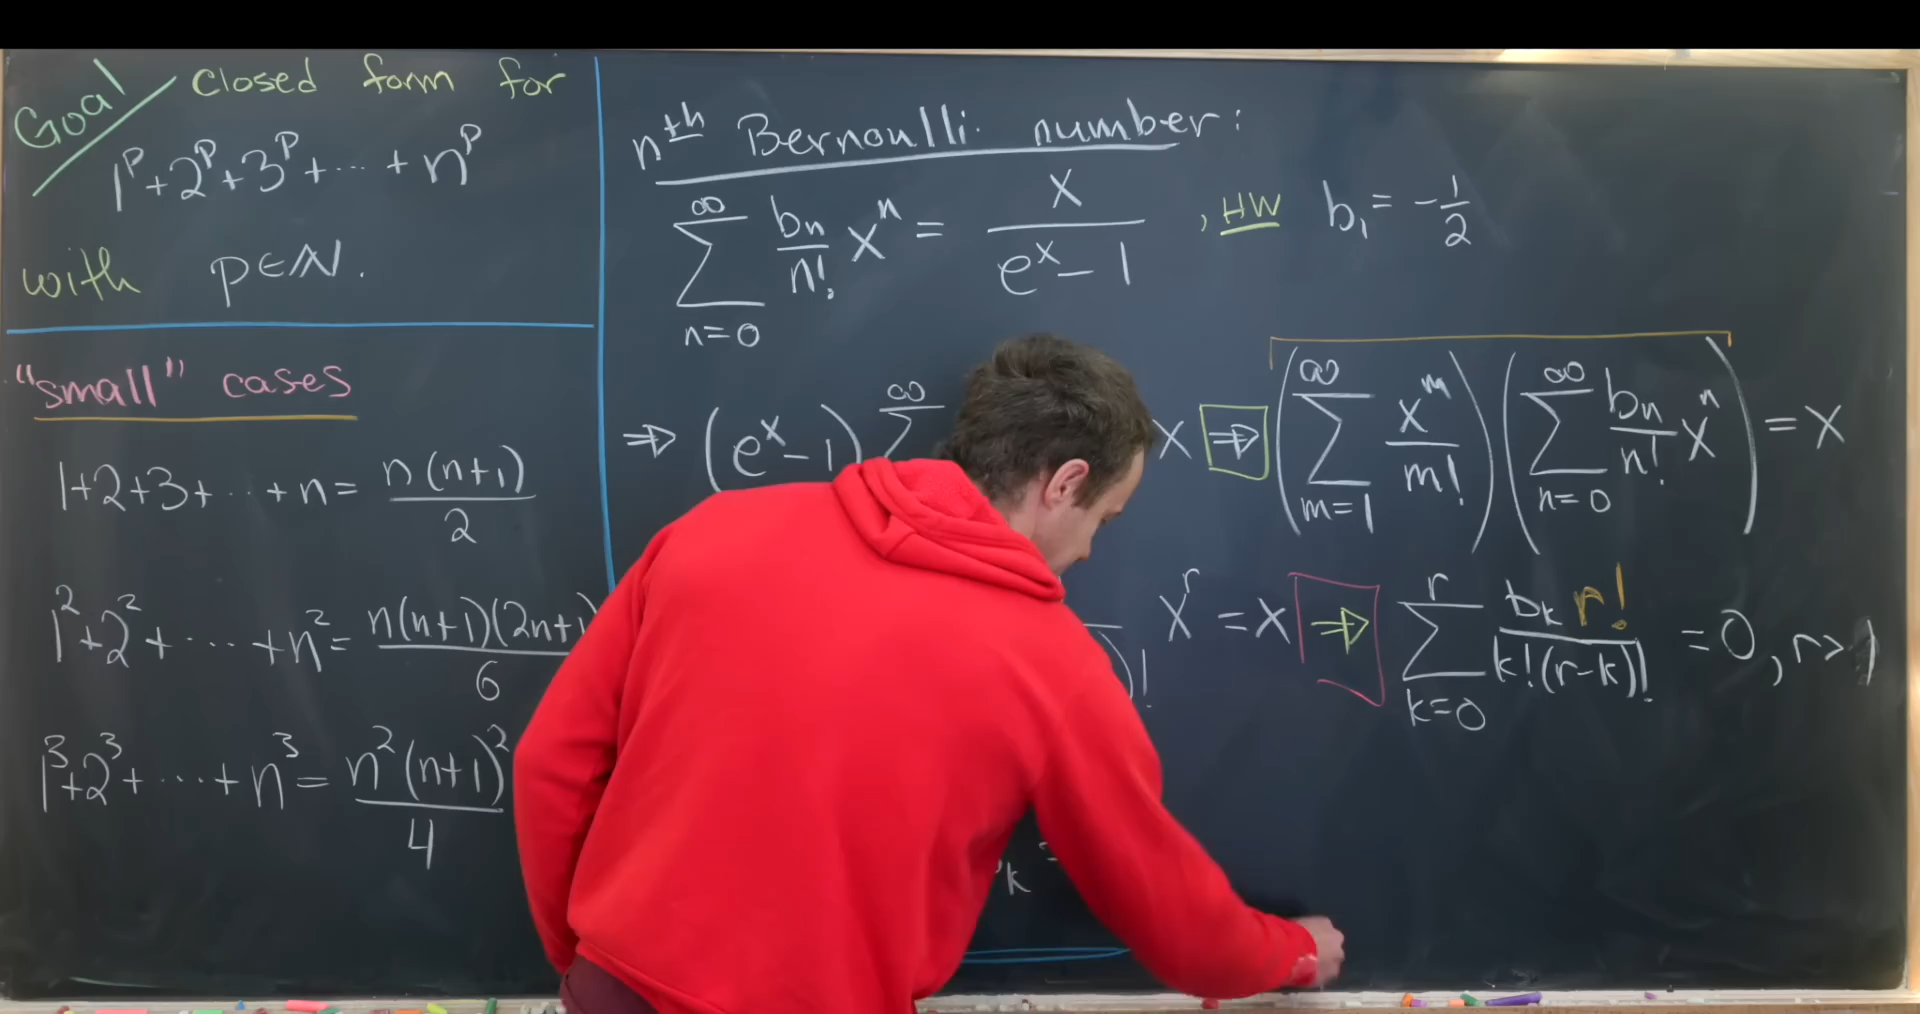 Goal closed form for
1^p + 2^p + 3^p + ··· + n^p
with p∈ℕ.
"small" cases
1+2+3+ ··· +n = n(n+1)/2
1^2+2^2+ ··· +n^2 = n(n+1)(2n+1)/6
1^3+2^3+ ··· +n^3 = n^2(n+1)^2/4
nth Bernoulli number:
∑_{n=0}^{∞} b_n/n! x^n = x/(e^x - 1) , HW b_1 = -1/2
⇒ (e^x - 1) ∑^{∞} x ⇒ (∑_{m=1}^{∞} x^m/m!) (∑_{n=0}^{∞} b_n/n! x^n) = x
)! x^r = x ⇒ ∑_{k=0}^{r} b_k r!/k!(r-k)! = 0, r>1
k =